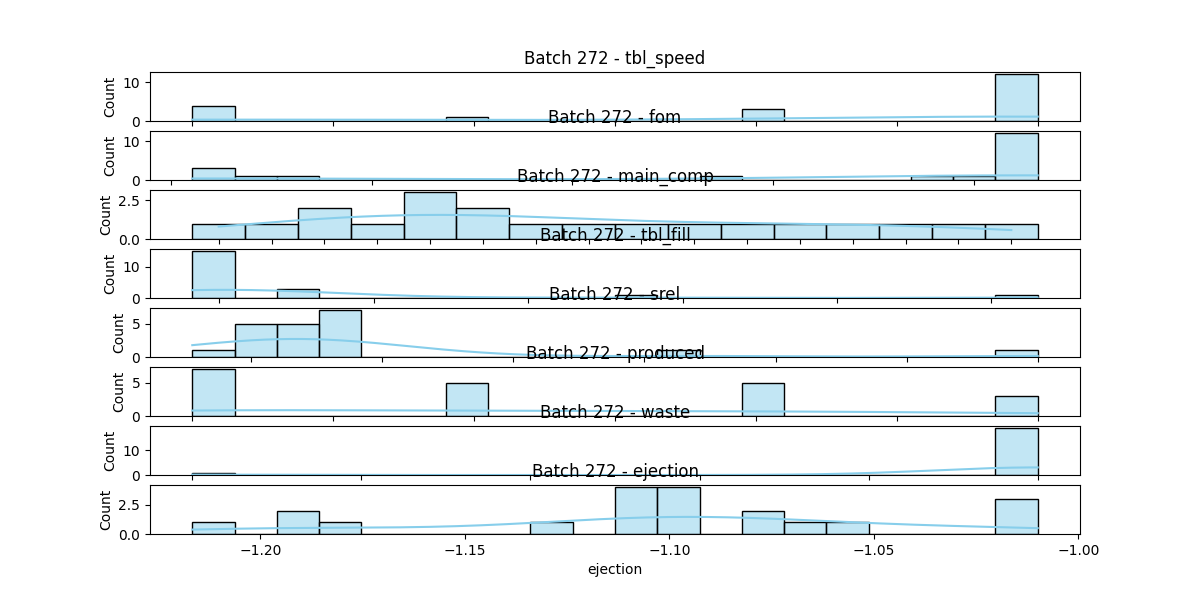 Batch 272 - tbl_speed
10
Count
0
Batch 272 - fom
10
Count
0
Batch 272 - main_comp
2.5
Count
0.0
Batch 272 - tbl_fill
10
Count
0
Batch 272 - srel
5
Count
0
Batch 272 - produced
5
Count
0
Batch 272 - waste
10
Count
0
Batch 272 - ejection
2.5
Count
0.0
−1.20 −1.15 −1.10 −1.05 −1.00
ejection